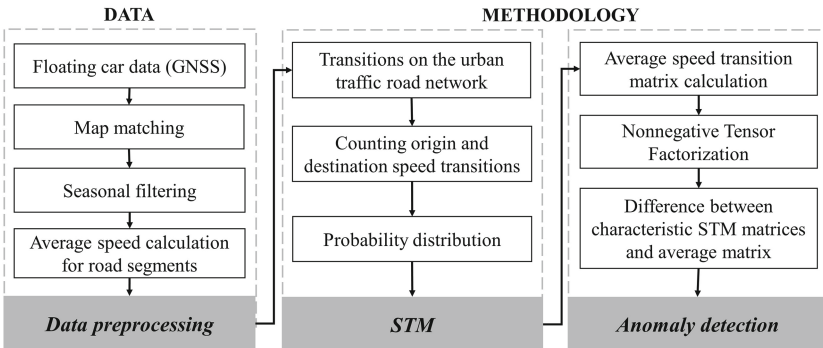 DATA
METHODOLOGY
Floating car data (GNSS)
Map matching
Seasonal filtering
Average speed calculation
for road segments
Data preprocessing
Transitions on the urban
traffic road network
Counting origin and
destination speed transitions
Probability distribution
STM
Average speed transition
matrix calculation
Nonnegative Tensor
Factorization
Difference between
characteristic STM matrices
and average matrix
Anomaly detection